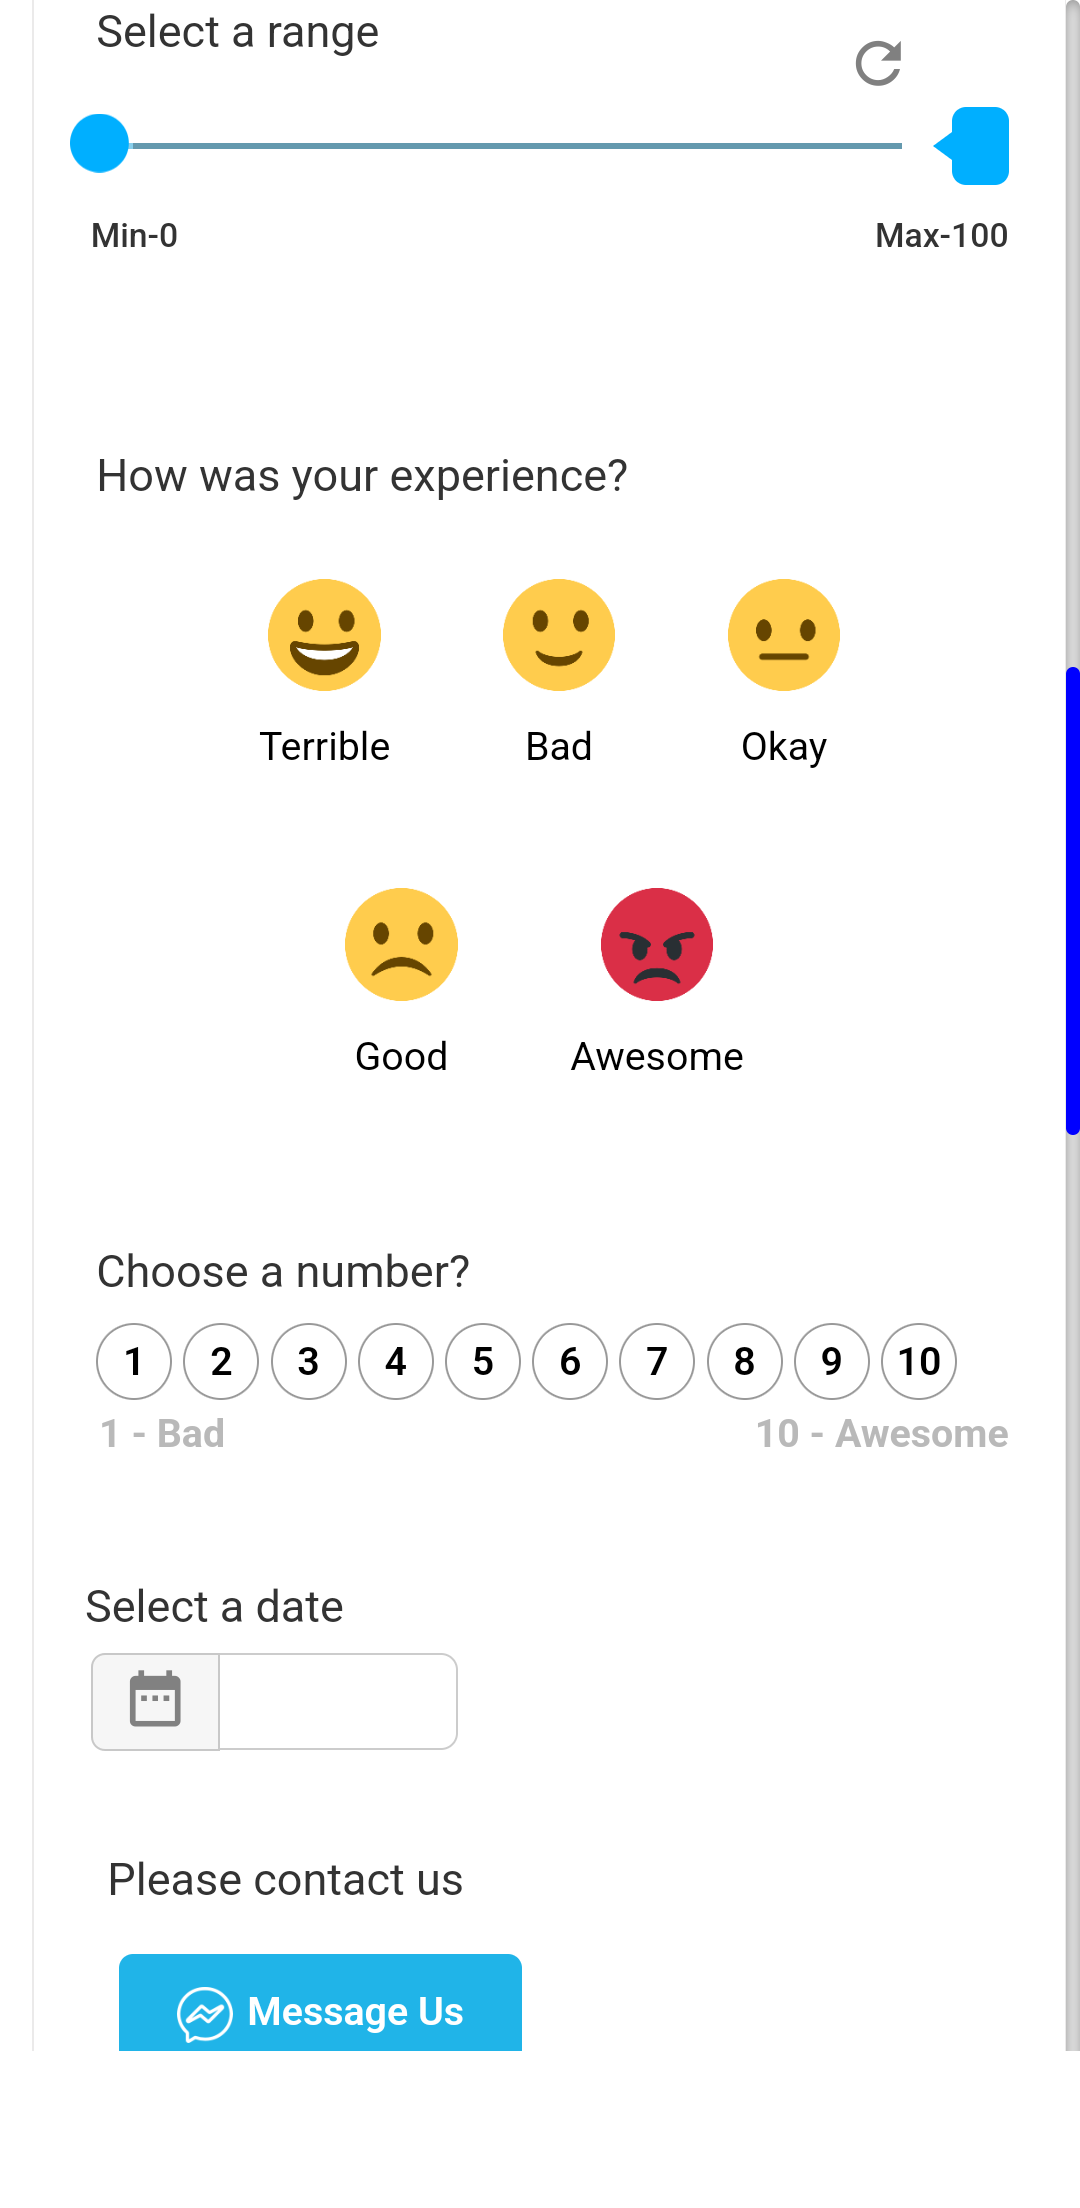 Select a range
Min-0 Max-100
How was your experience?
Terrible Bad Okay
Good Awesome
Choose a number?
1 2 3 4 5 6 7 8 9 10
1 - Bad 10 - Awesome
Select a date
Please contact us
Message Us